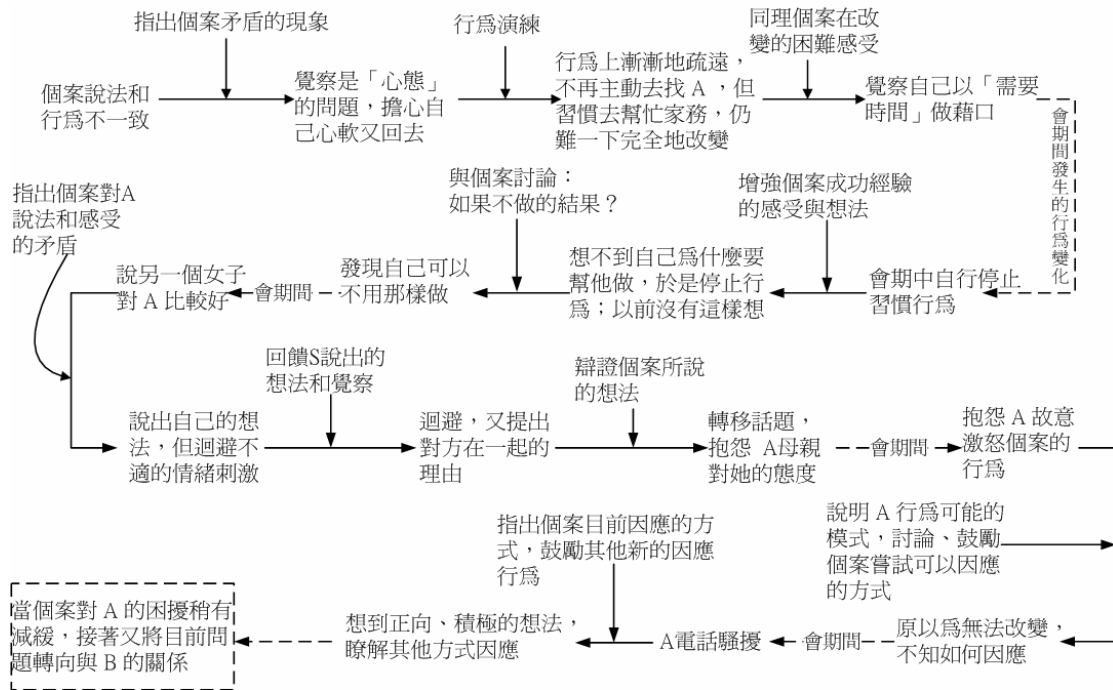 指出個案矛盾的現象
行為演練
同理個案在改
變的困難感受
個案說法和
行為不一致
覺察是「心態」
的問題，擔心自
己心軟又回去
行為上漸漸地疏遠，
不再主動去找 A ，但
習慣去幫忙家務，仍
難一下完全地改變
覺察自己以「需要
時間」做藉口
會期間發生的行為變化
指出個案對A
說法和感受
的矛盾
與個案討論：
如果不做的結果？
增強個案成功經驗
的感受與想法
說另一個女子
對 A 比較好
會期間
發現自己可以
不用那樣做
想不到自己為什麼要
幫他做，於是停止行
為；以前沒有這樣想
會期中自行停止
習慣行為
回饋S說出的
想法和覺察
辯證個案所說
的想法
說出自己的想
法，但迴避不
適的情緒刺激
迴避，又提出
對方在一起的
理由
轉移話題，
抱怨 A母親
對她的態度
會期間
抱怨 A 故意
激怒個案的
行為
指出個案目前因應的方
式，鼓勵其他新的因應
行為
說明 A 行為可能的
模式，討論、鼓勵
個案嘗試可以因應
的方式
當個案對 A 的困擾稍有
減緩，接著又將目前問
題轉向與 B 的關係
想到正向、積極的想法，
瞭解其他方式因應
A電話騷擾
會期間
原以為無法改變，
不知如何因應